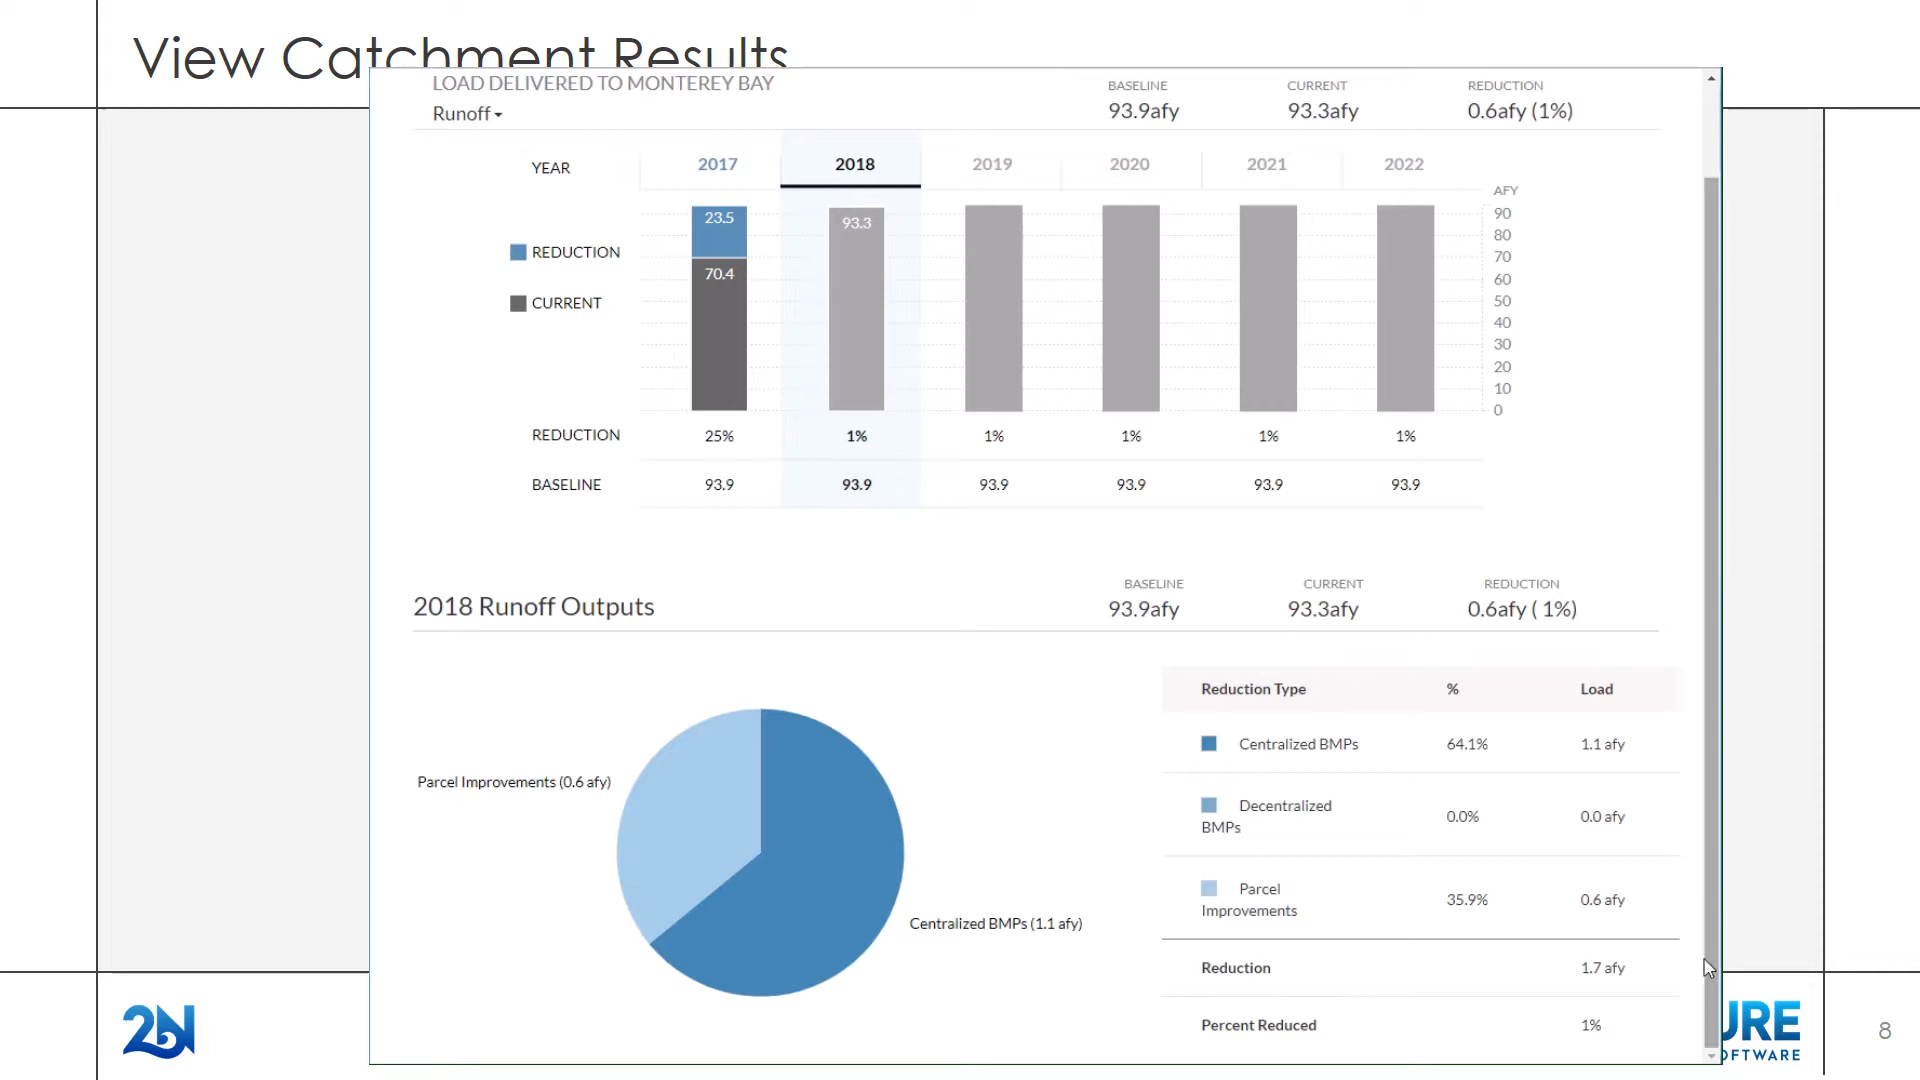 View Catchment Results
LOAD DELIVERED TO MONTEREY BAY
Runoff
BASELINE CURRENT REDUCTION
93.9afy 93.3afy 0.6afy (1%)
YEAR 2017 2018 2019 2020 2021 2022
AFY
90
80
70
60
50
40
30
20
10
0
23.5 93.3
70.4
REDUCTION
CURRENT
REDUCTION 25% 1% 1% 1% 1% 1%
BASELINE 93.9 93.9 93.9 93.9 93.9 93.9
2018 Runoff Outputs
BASELINE CURRENT REDUCTION
93.9afy 93.3afy 0.6afy ( 1%)
Parcel Improvements (0.6 afy)
Centralized BMPs (1.1 afy)
Reduction Type % Load
Centralized BMPs 64.1% 1.1 afy
Decentralized
BMPs 0.0% 0.0 afy
Parcel
Improvements 35.9% 0.6 afy
Reduction 1.7 afy
Percent Reduced 1%
2N
URE
OFTWARE
8